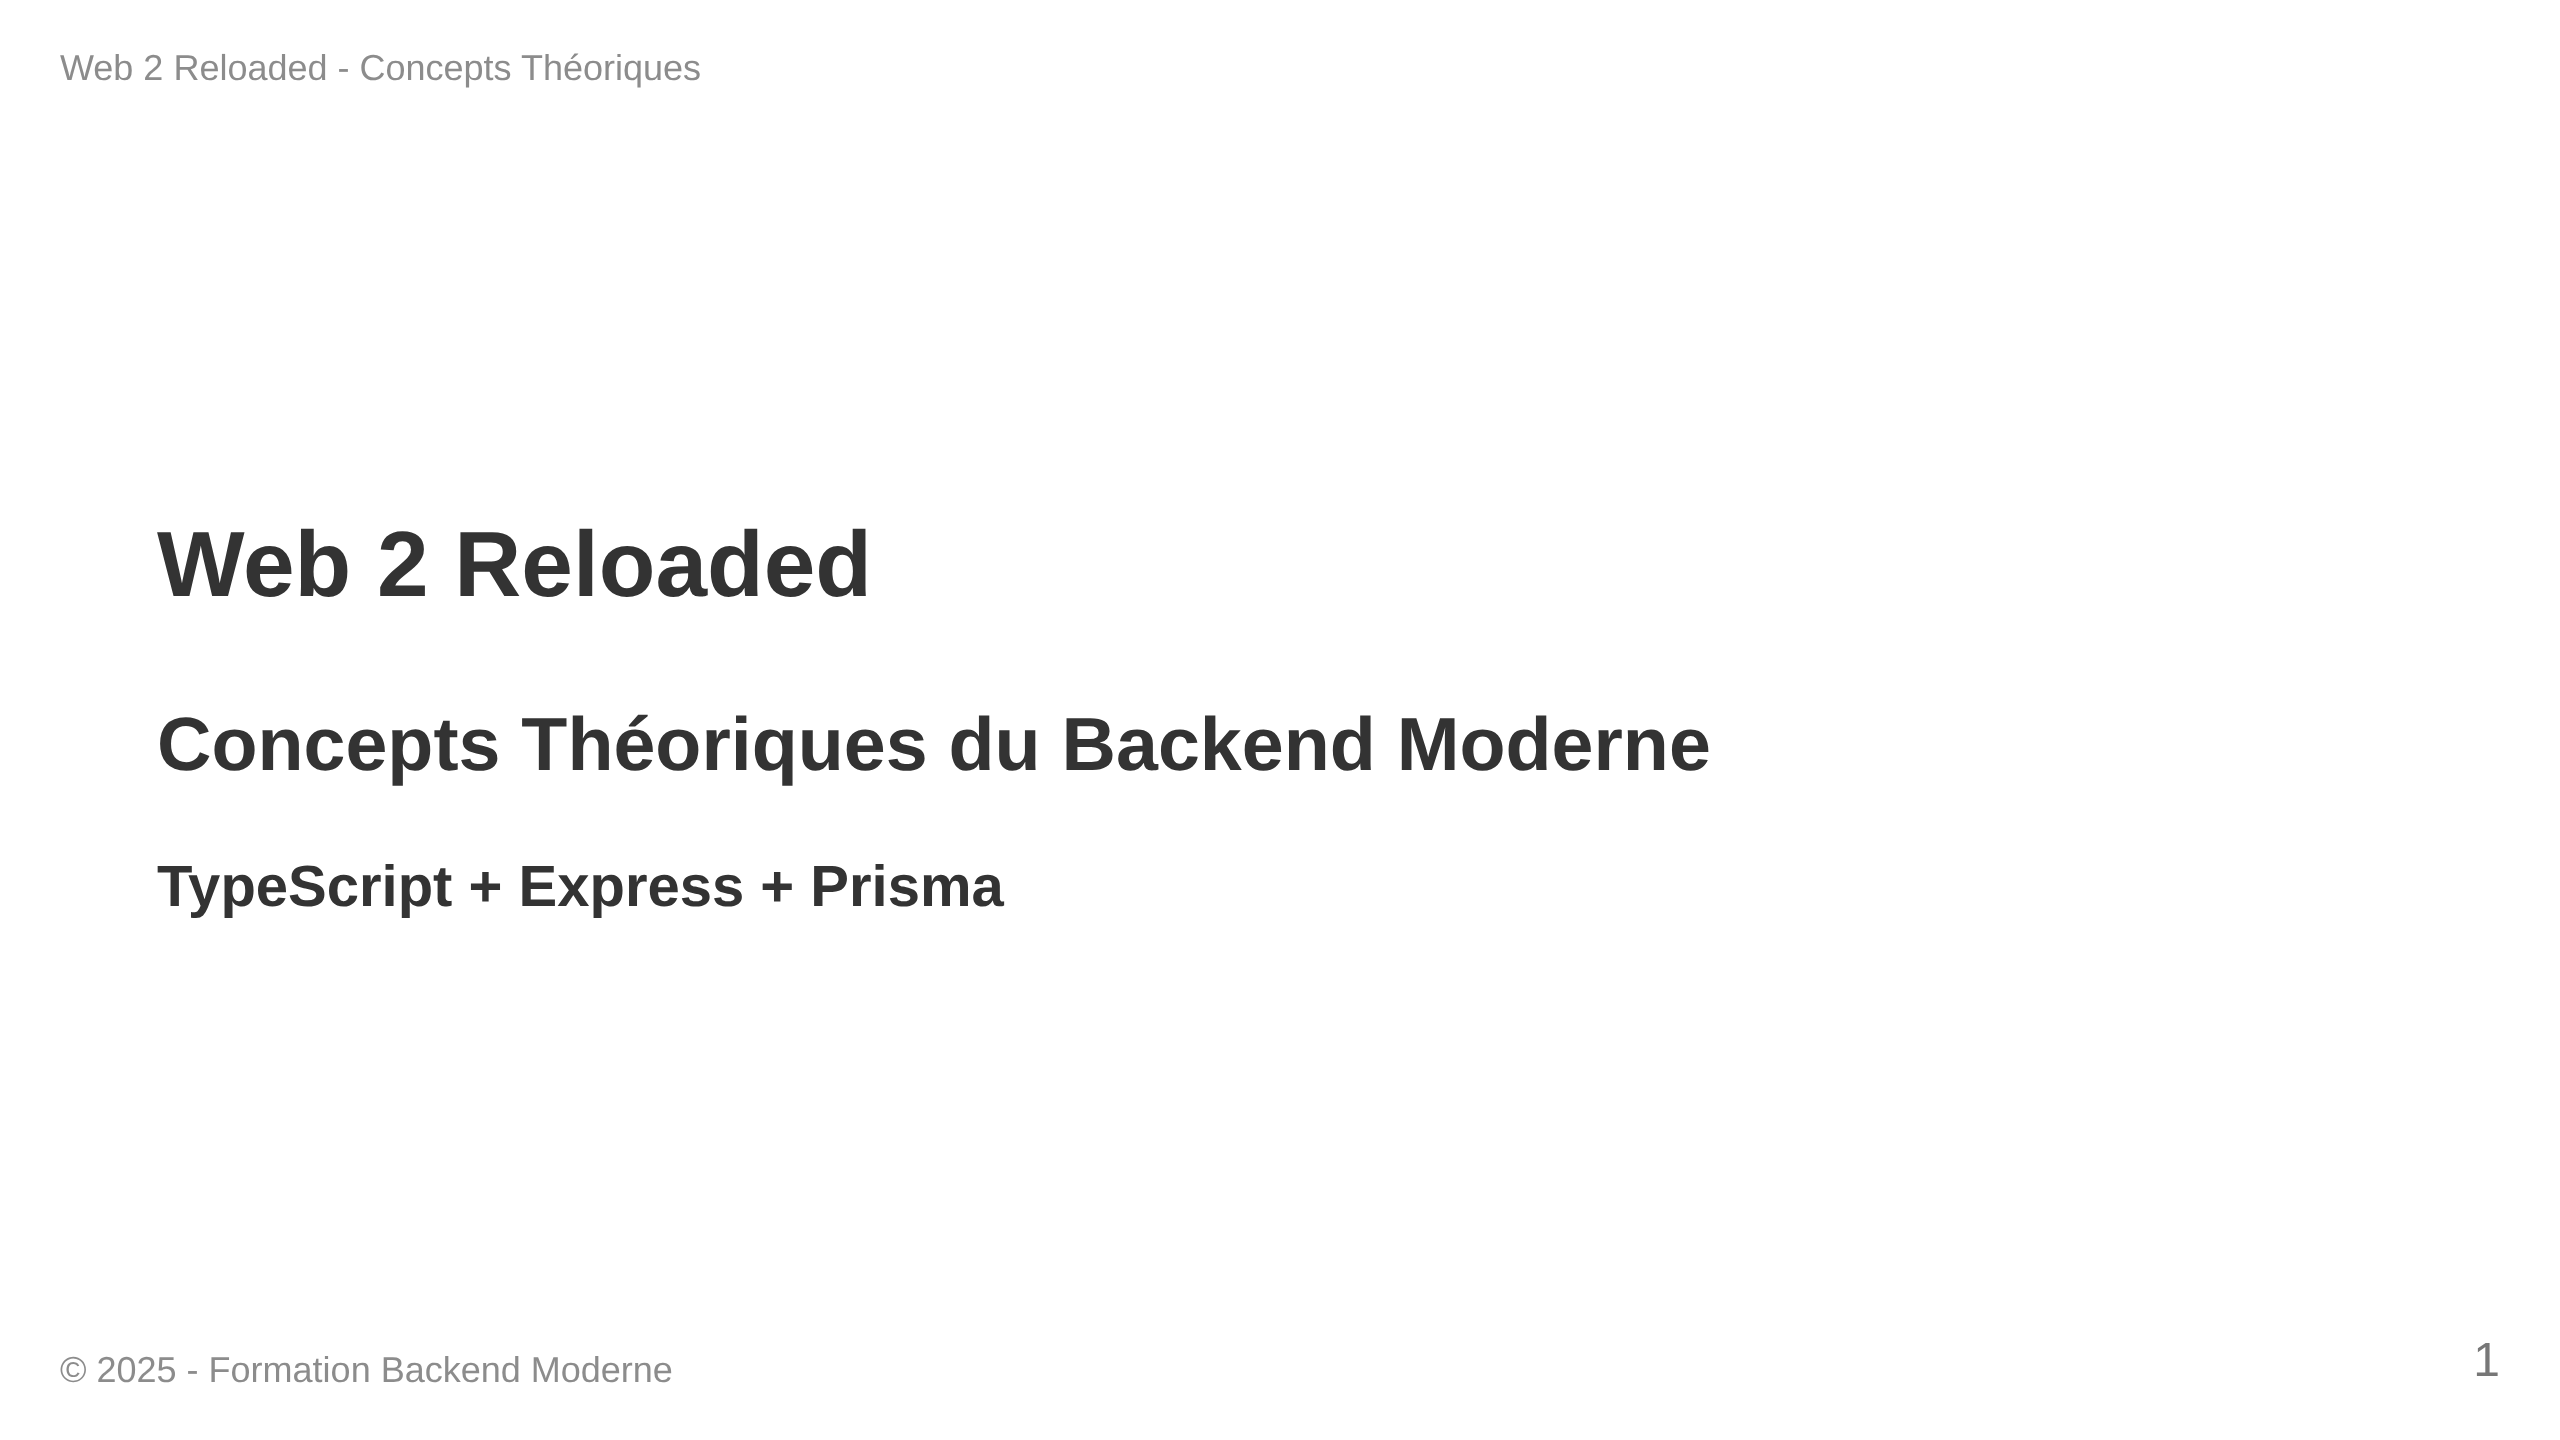 Web 2 Reloaded - Concepts Théoriques
Web 2 Reloaded
Concepts Théoriques du Backend Moderne
TypeScript + Express + Prisma
© 2025 - Formation Backend Moderne
1